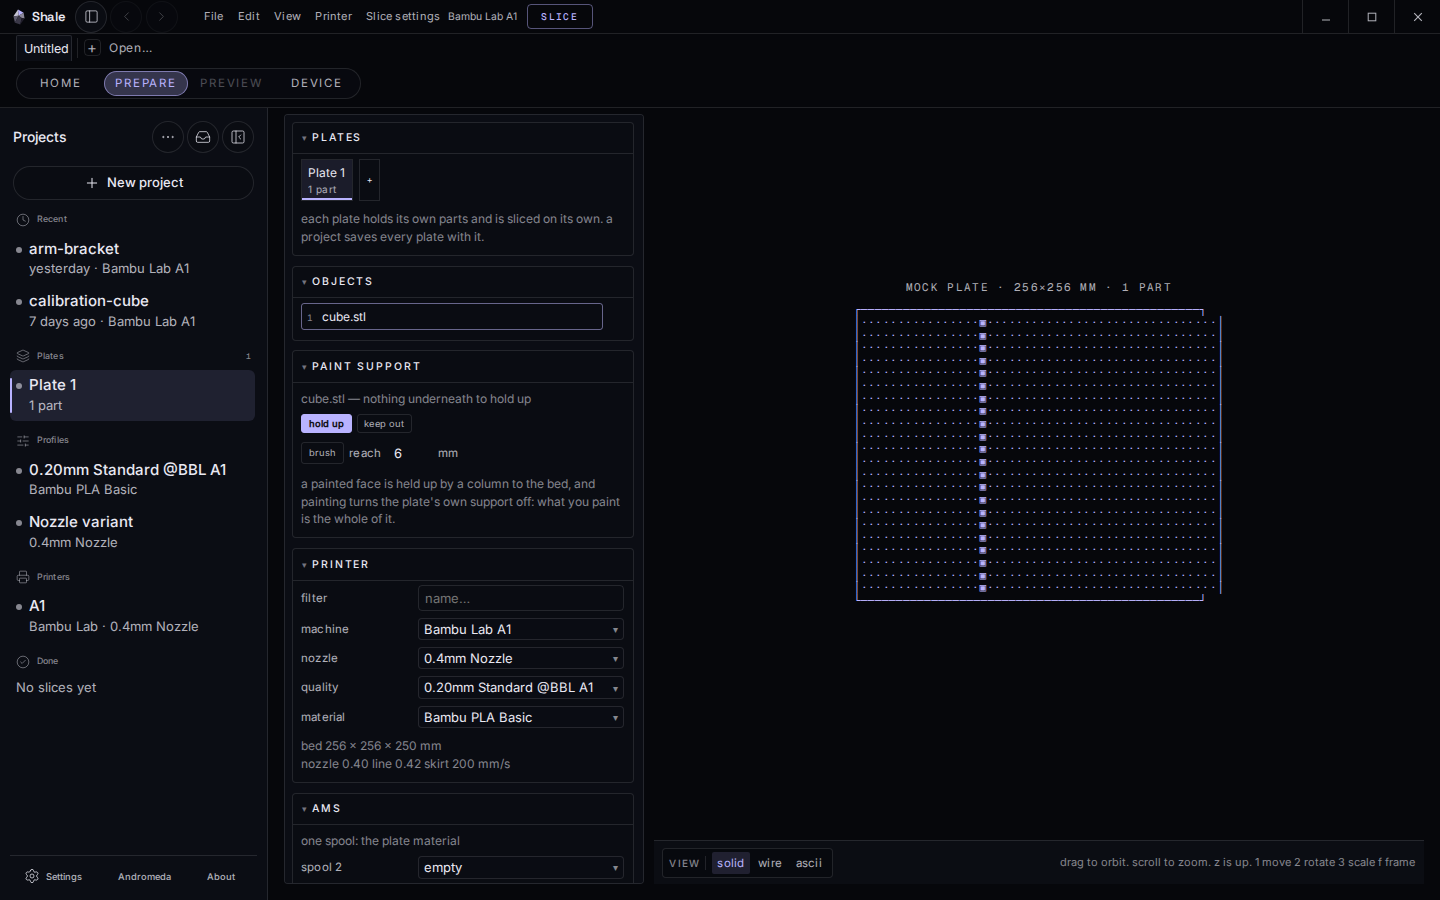 Shale
File Edit View Printer Slice settings Bambu Lab A1 SLICE
Untitled + Open...
HOME PREPARE PREVIEW DEVICE
Projects
New project
Recent
arm-bracket
yesterday · Bambu Lab A1
calibration-cube
7 days ago · Bambu Lab A1
Plates 1
Plate 1
1 part
Profiles
0.20mm Standard @BBL A1
Bambu PLA Basic
Nozzle variant
0.4mm Nozzle
Printers
A1
Bambu Lab · 0.4mm Nozzle
Done
No slices yet
Settings Andromeda About
PLATES
Plate 1
1 part
+
each plate holds its own parts and is sliced on its own. a
project saves every plate with it.
OBJECTS
1 cube.stl
PAINT SUPPORT
cube.stl — nothing underneath to hold up
hold up keep out
brush reach 6 mm
a painted face is held up by a column to the bed, and
painting turns the plate's own support off: what you paint
is the whole of it.
PRINTER
filter name...
machine Bambu Lab A1
nozzle 0.4mm Nozzle
quality 0.20mm Standard @BBL A1
material Bambu PLA Basic
bed 256 × 256 × 250 mm
nozzle 0.40 line 0.42 skirt 200 mm/s
AMS
one spool: the plate material
spool 2 empty
MOCK PLATE · 256×256 MM · 1 PART
VIEW solid wire ascii
drag to orbit. scroll to zoom. z is up. 1 move 2 rotate 3 scale f frame